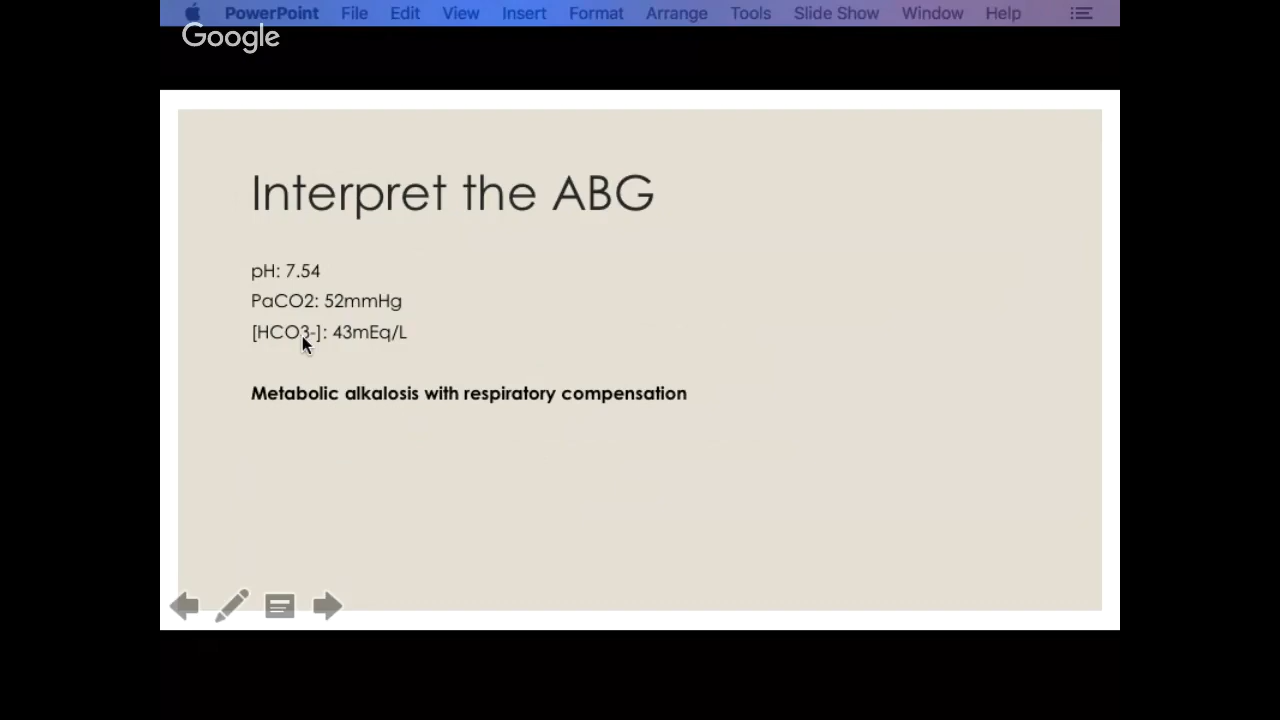 PowerPoint File Edit View Insert Format Arrange Tools Slide Show Window Help
Google
Interpret the ABG
pH: 7.54
PaCO2: 52mmHg
[HCO3-]: 43mEq/L
Metabolic alkalosis with respiratory compensation